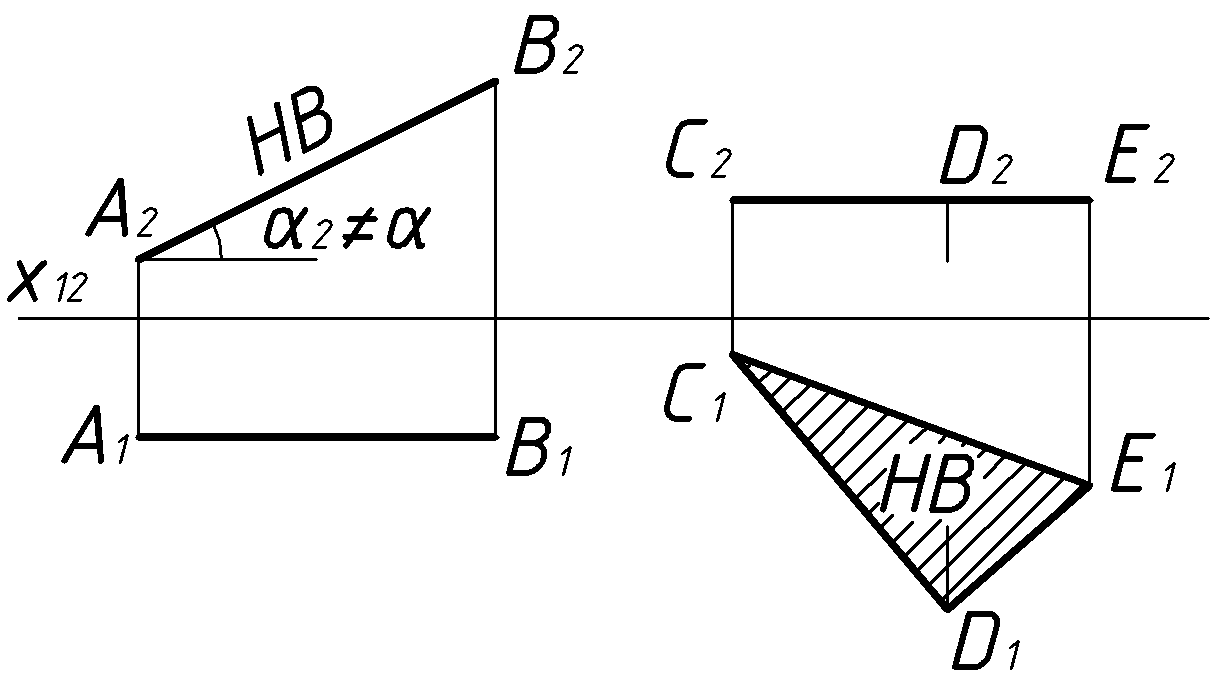 B₂
HB
C₂
D₂
E₂
A₂
α₂≠α
x₁₂
C₁
A₁
B₁
HB
E₁
D₁